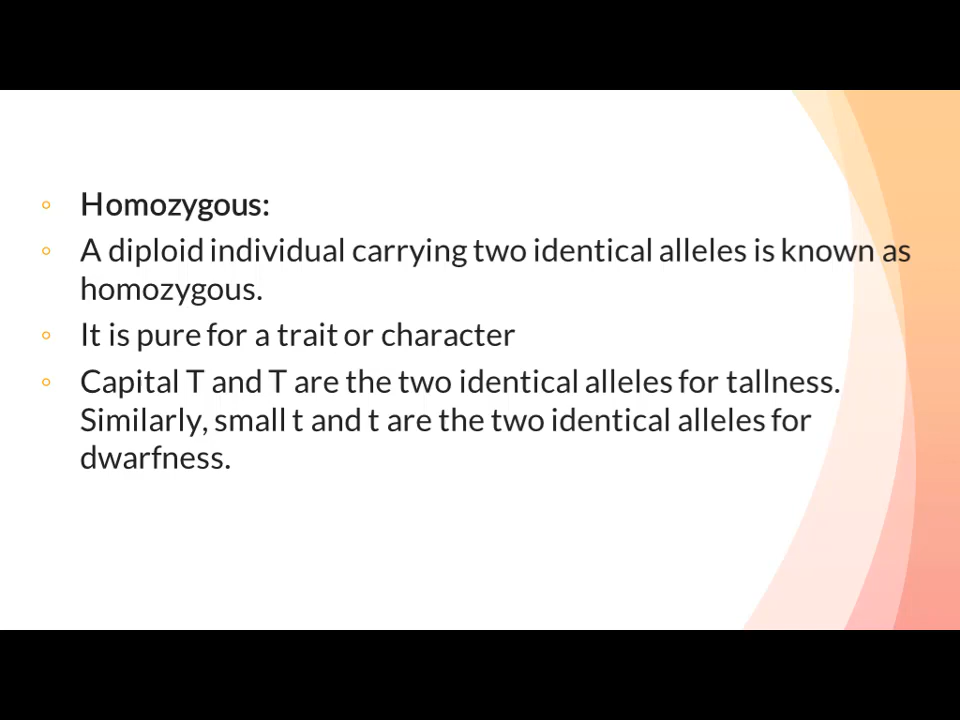 Homozygous:
A diploid individual carrying two identical alleles is known as
homozygous.
It is pure for a trait or character
Capital T and T are the two identical alleles for tallness.
Similarly, small t and t are the two identical alleles for
dwarfness.